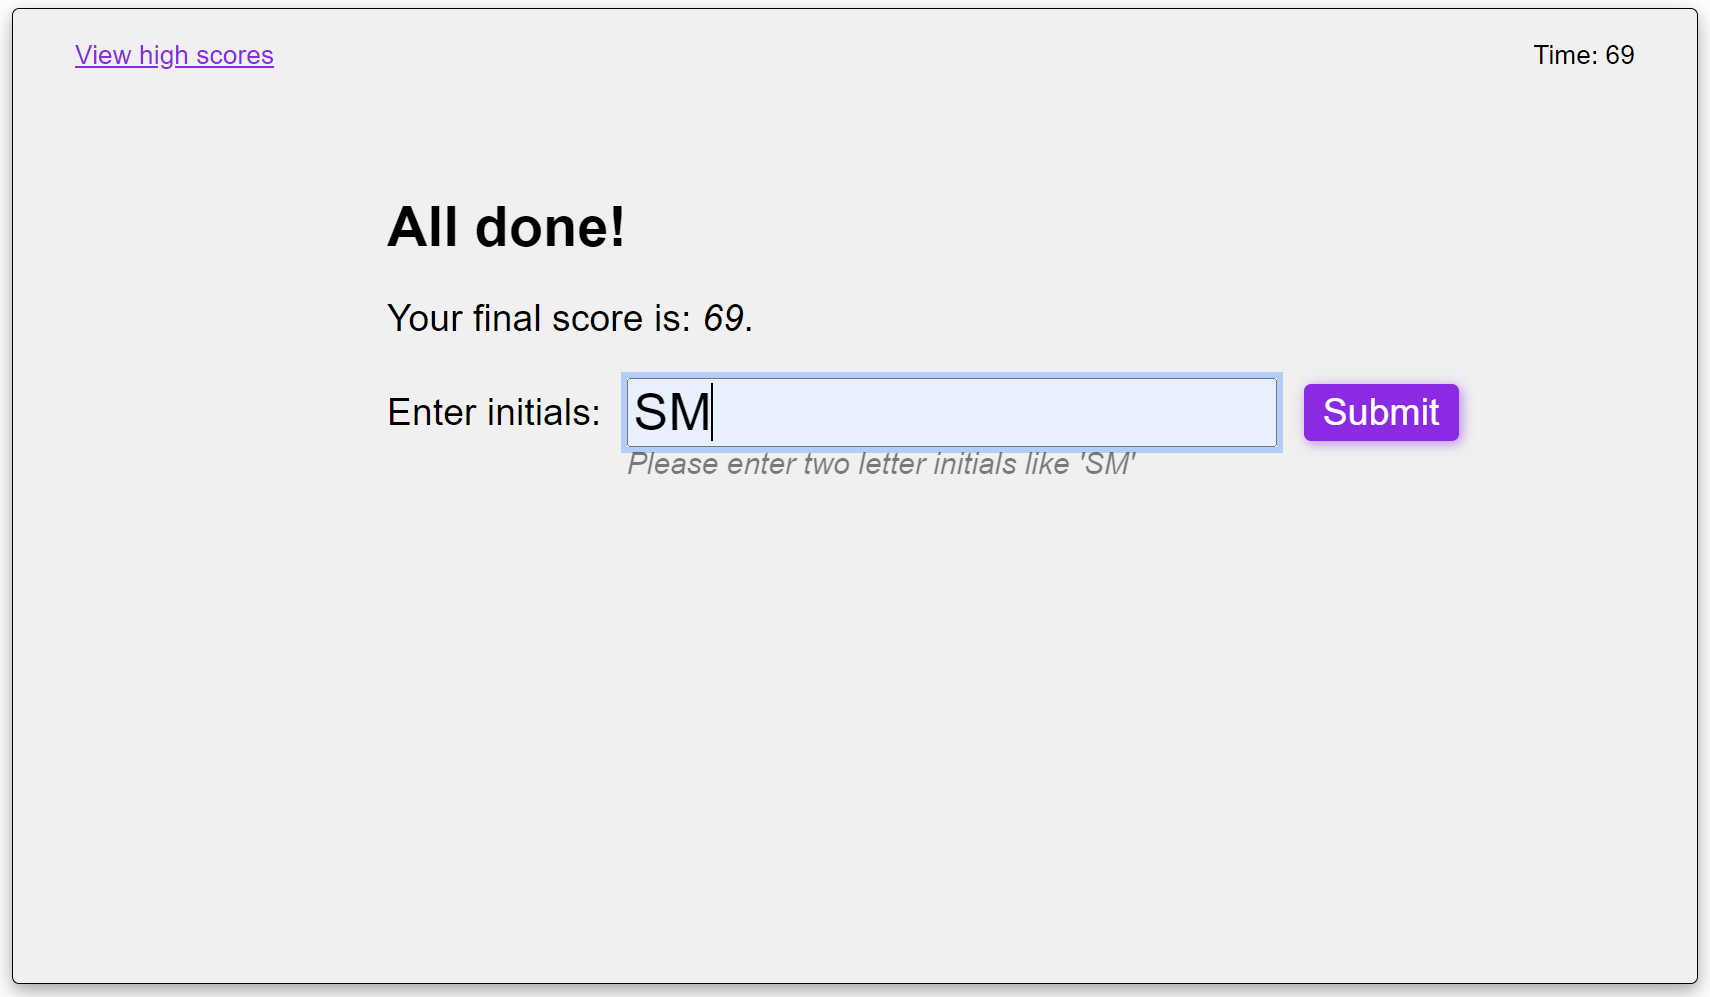 View high scores
Time: 69
All done!
Your final score is: 69.
Enter initials: SM Submit
Please enter two letter initials like 'SM'